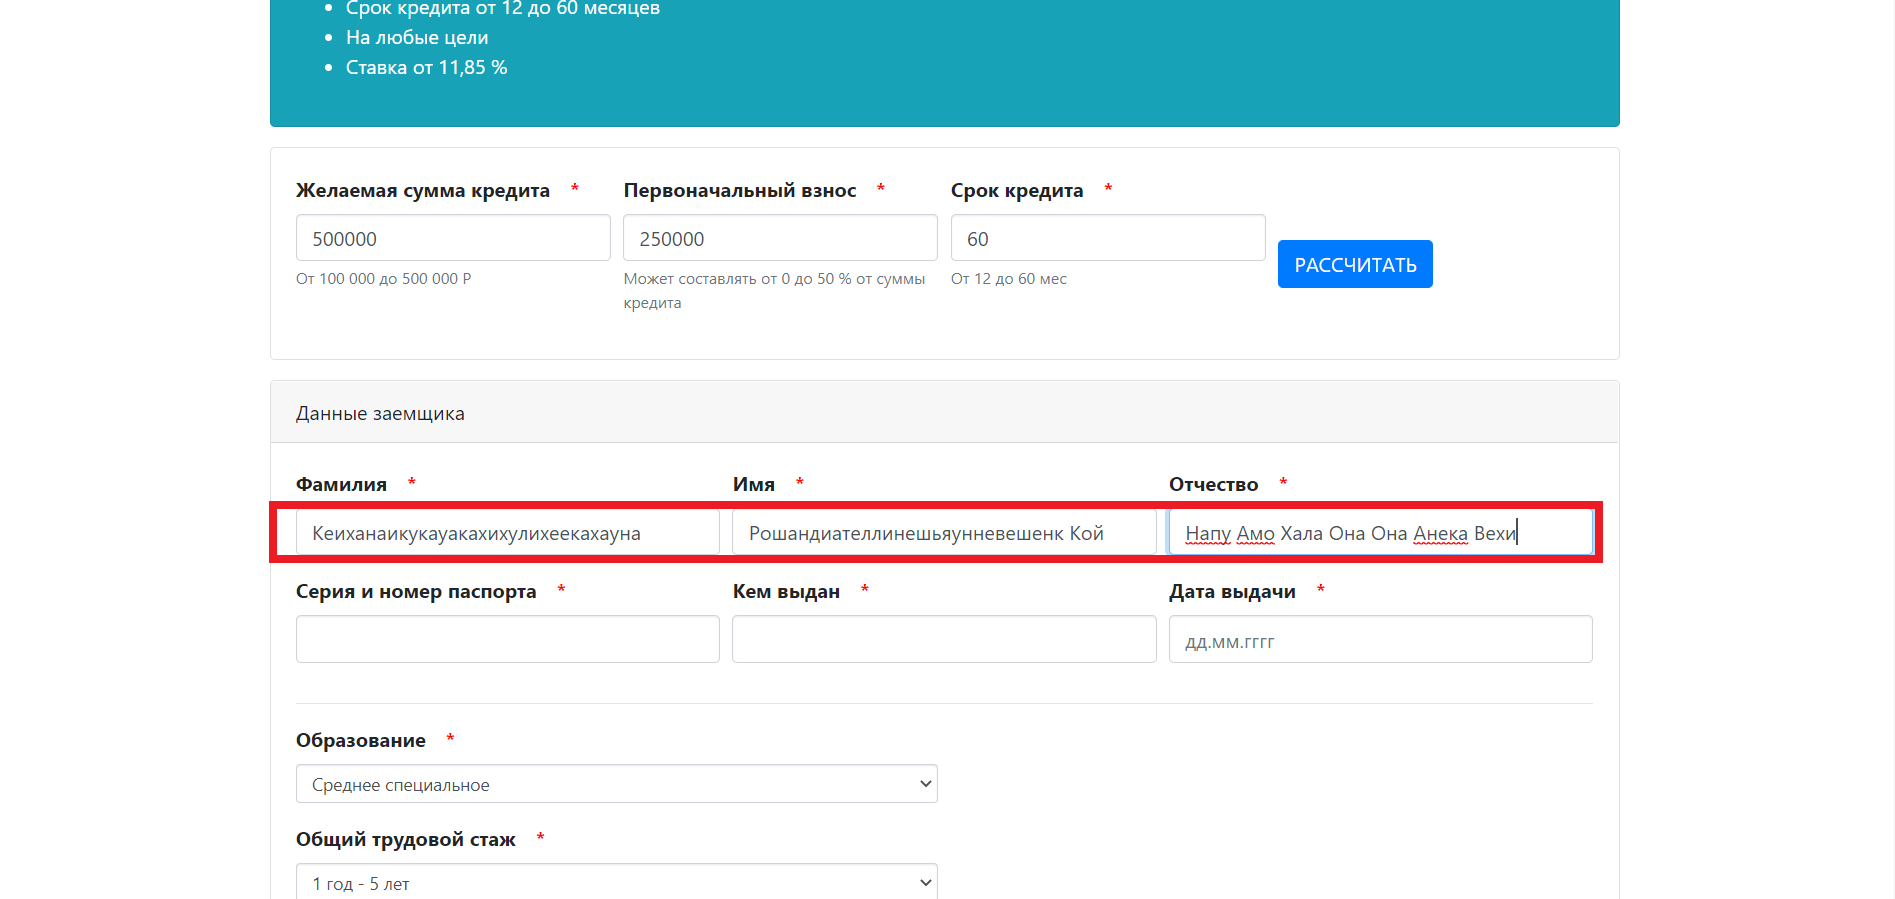 Срок кредита от 12 до 60 месяцев
На любые цели
Ставка от 11,85 %
Желаемая сумма кредита * Первоначальный взнос * Срок кредита *
500000 250000 60
РАССЧИТАТЬ
От 100 000 до 500 000 Р Может составлять от 0 до 50 % от суммы кредита От 12 до 60 мес
Данные заемщика
Фамилия * Имя * Отчество *
Кеиханаикукауакахихулихеекахауна Рошандиателлинешьяунневешенк Кой Напу Амо Хала Она Она Анека Вехи
Серия и номер паспорта * Кем выдан * Дата выдачи *
дд.мм.гггг
Образование *
Среднее специальное
Общий трудовой стаж *
1 год - 5 лет